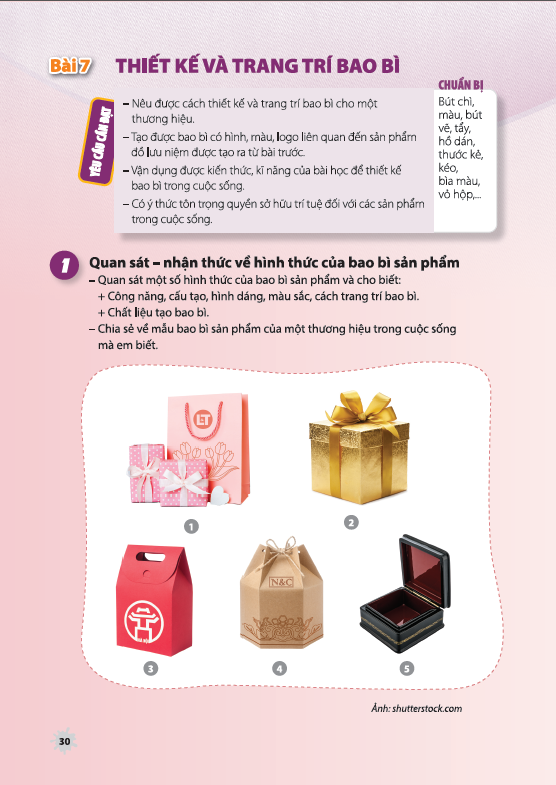 Bài 7
THIẾT KẾ VÀ TRANG TRÍ BAO BÌ
YÊU CẦU CẦN ĐẠT
– Nêu được cách thiết kế và trang trí bao bì cho một
thương hiệu.
– Tạo được bao bì có hình, màu, logo liên quan đến sản phẩm
đồ lưu niệm được tạo ra từ bài trước.
– Vận dụng được kiến thức, kĩ năng của bài học để thiết kế
bao bì trong cuộc sống.
– Có ý thức tôn trọng quyền sở hữu trí tuệ đối với các sản phẩm
trong cuộc sống.
CHUẨN BỊ
Bút chì,
màu, bút
vẽ, tẩy,
hồ dán,
thước kẻ,
kéo,
bìa màu,
vỏ hộp,...
1
Quan sát – nhận thức về hình thức của bao bì sản phẩm
– Quan sát một số hình thức của bao bì sản phẩm và cho biết:
+ Công năng, cấu tạo, hình dáng, màu sắc, cách trang trí bao bì.
+ Chất liệu tạo bao bì.
– Chia sẻ về mẫu bao bì sản phẩm của một thương hiệu trong cuộc sống
mà em biết.
LT
1
2
N&C
3
4
5
Ảnh: shutterstock.com
30